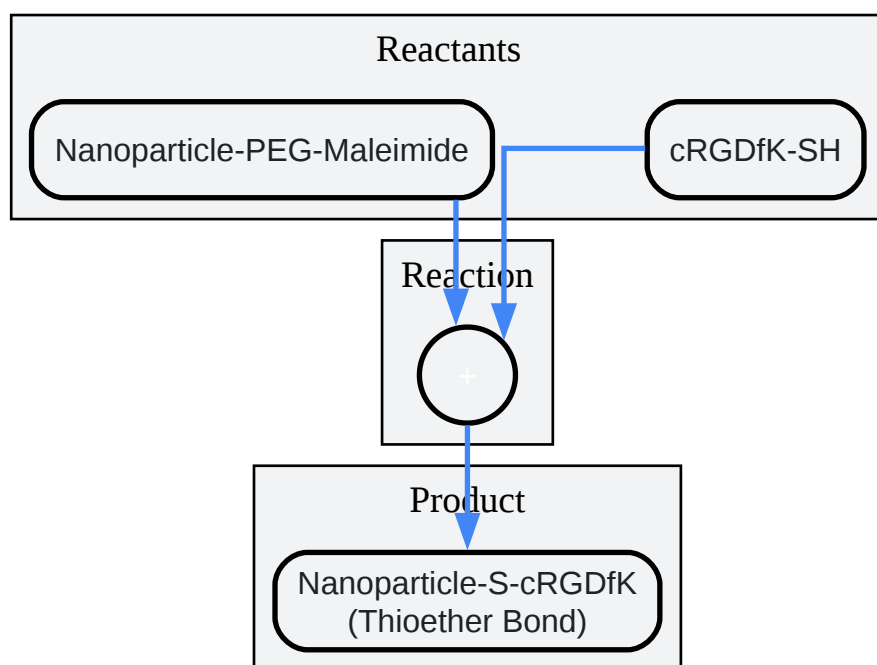 Reactants
Nanoparticle-PEG-Maleimide
cRGDfK-SH
Reaction
+
Product
Nanoparticle-S-cRGDfK
(Thioether Bond)